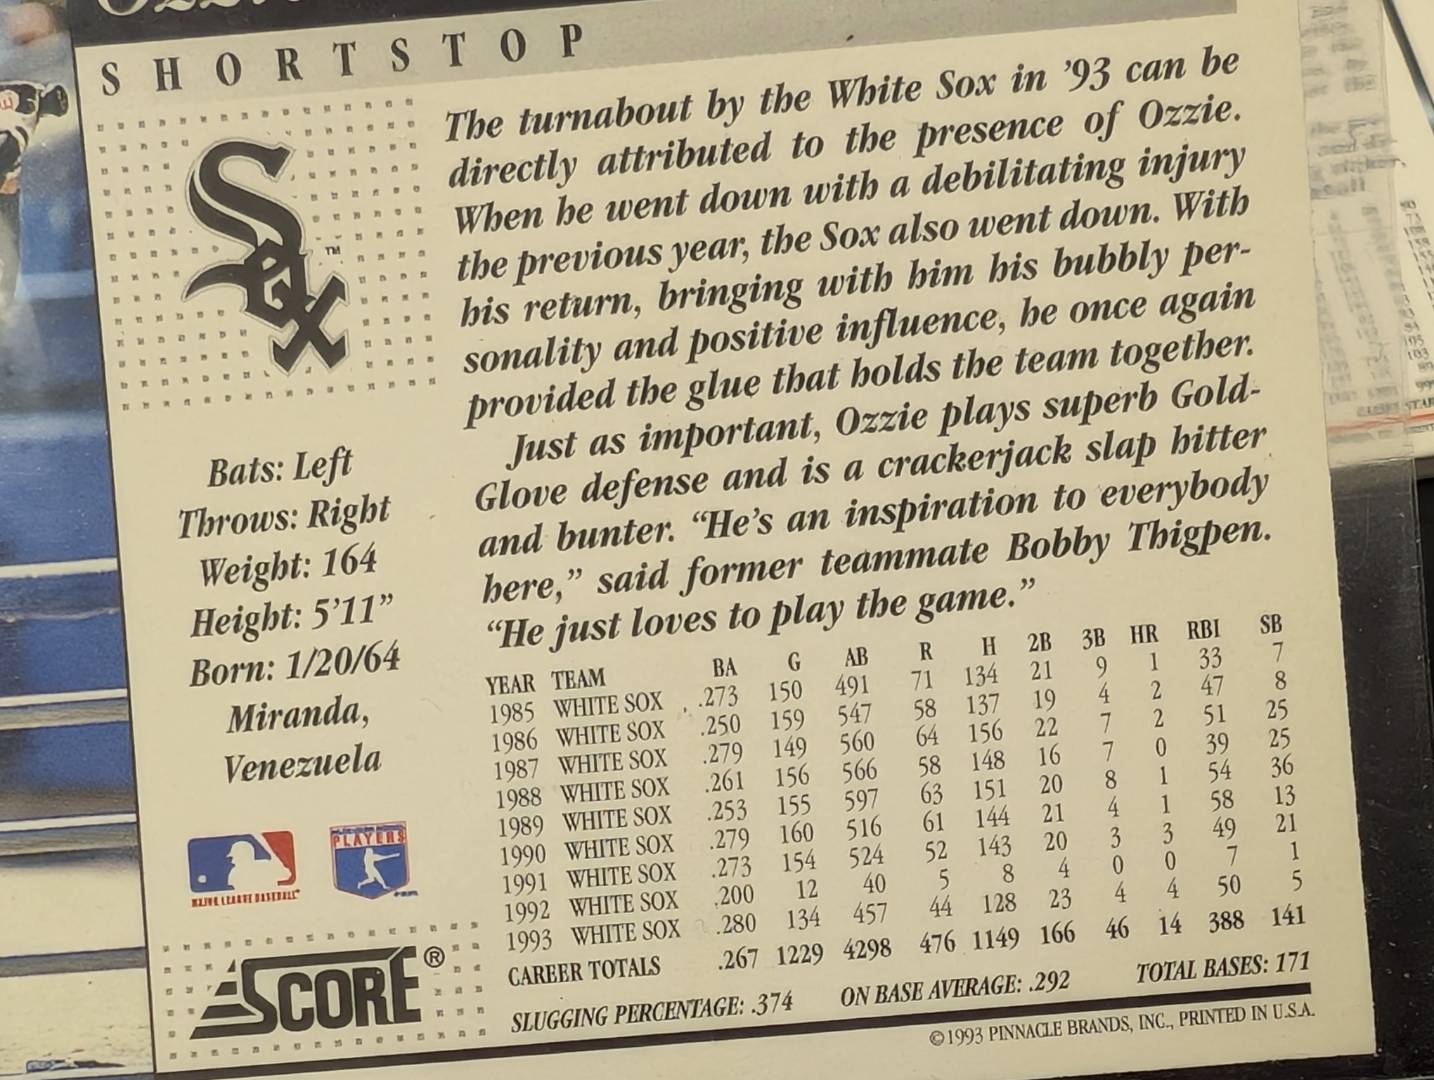 SHORTSTOP
The turnabout by the White Sox in ’93 can be
directly attributed to the presence of Ozzie.
When he went down with a debilitating injury
the previous year, the Sox also went down. With
his return, bringing with him his bubbly per-
sonality and positive influence, he once again
provided the glue that holds the team together.
Just as important, Ozzie plays superb Gold-
Glove defense and is a crackerjack slap hitter
and bunter. “He’s an inspiration to everybody
here,” said former teammate Bobby Thigpen.
“He just loves to play the game.”
Sox™
Bats: Left
Throws: Right
Weight: 164
Height: 5’11”
Born: 1/20/64
Miranda,
Venezuela
MAJOR LEAGUE BASEBALL
PLAYERS
SCORE®
YEAR TEAM BA G AB R H 2B 3B HR RBI SB
1985 WHITE SOX .273 150 491 71 134 21 9 1 33 7
1986 WHITE SOX .250 159 547 58 137 19 4 2 47 8
1987 WHITE SOX .279 149 560 64 156 22 7 2 51 25
1988 WHITE SOX .261 156 566 58 148 16 7 0 39 25
1989 WHITE SOX .253 155 597 63 151 20 8 1 54 36
1990 WHITE SOX .279 160 516 61 144 21 4 1 58 13
1991 WHITE SOX .273 154 524 52 143 20 3 3 49 21
1992 WHITE SOX .200 12 40 5 8 4 0 0 7 1
1993 WHITE SOX .280 134 457 44 128 23 4 4 50 5
CAREER TOTALS .267 1229 4298 476 1149 166 46 14 388 141
SLUGGING PERCENTAGE: .374 ON BASE AVERAGE: .292 TOTAL BASES: 171
©1993 PINNACLE BRANDS, INC., PRINTED IN U.S.A.